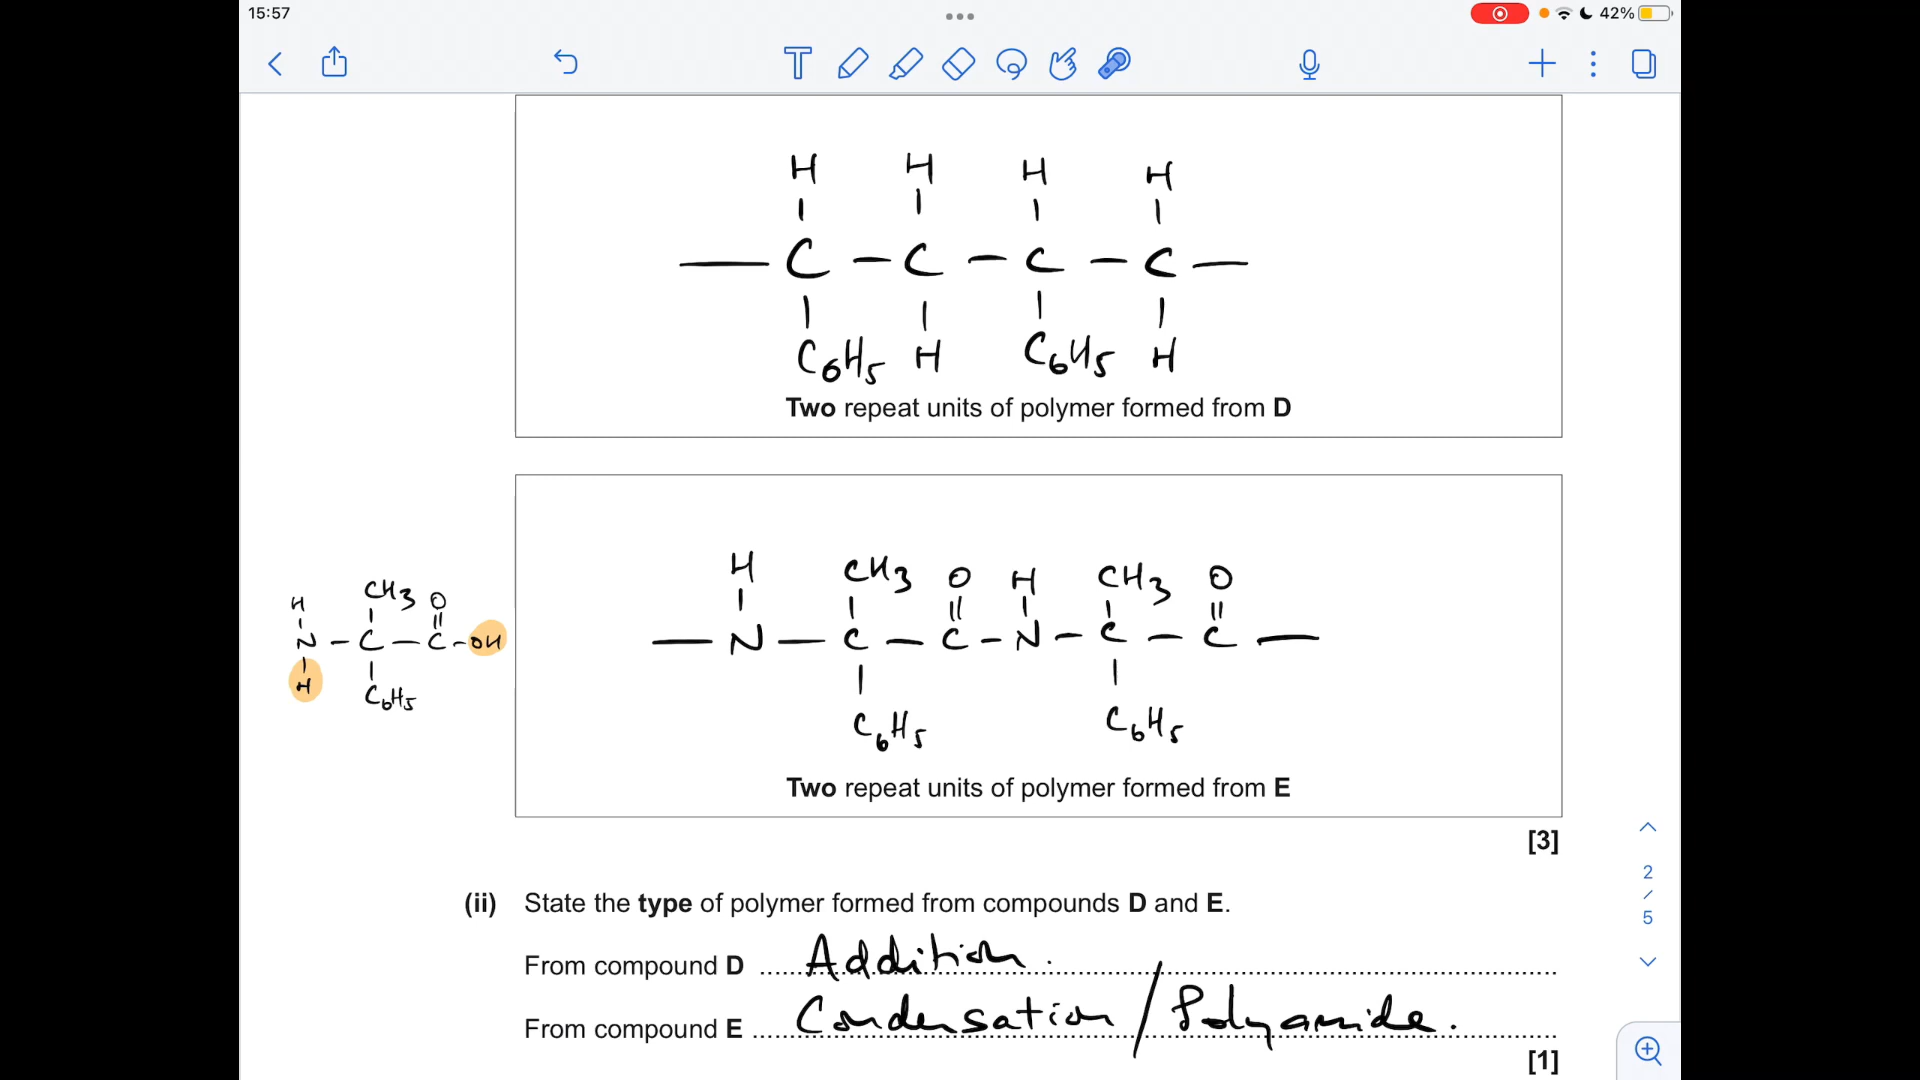 15:57
42%
H H H H
— C — C — C — C —
C6H5 H C6H5 H
Two repeat units of polymer formed from D
H CH3 O H CH3 O
— N — C — C — N — C — C —
C6H5 C6H5
Two repeat units of polymer formed from E
CH3
H O
N — C — C – OH
H
C6H5
[3]
2
/
5
(ii) State the type of polymer formed from compounds D and E.
From compound D Addition.
From compound E Condensation / Polyamide.
[1]